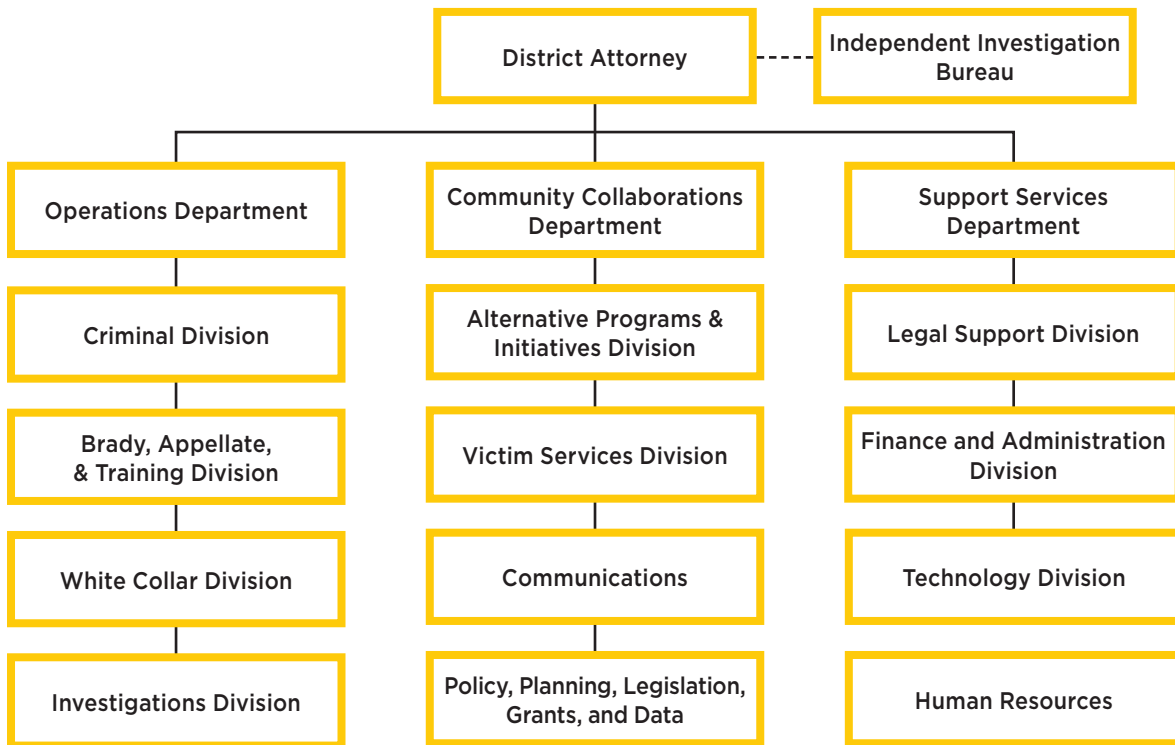 District Attorney
Independent Investigation
Bureau
Operations Department
Community Collaborations
Department
Support Services
Department
Criminal Division
Alternative Programs &
Initiatives Division
Legal Support Division
Brady, Appellate,
& Training Division
Victim Services Division
Finance and Administration
Division
White Collar Division
Communications
Technology Division
Investigations Division
Policy, Planning, Legislation,
Grants, and Data
Human Resources